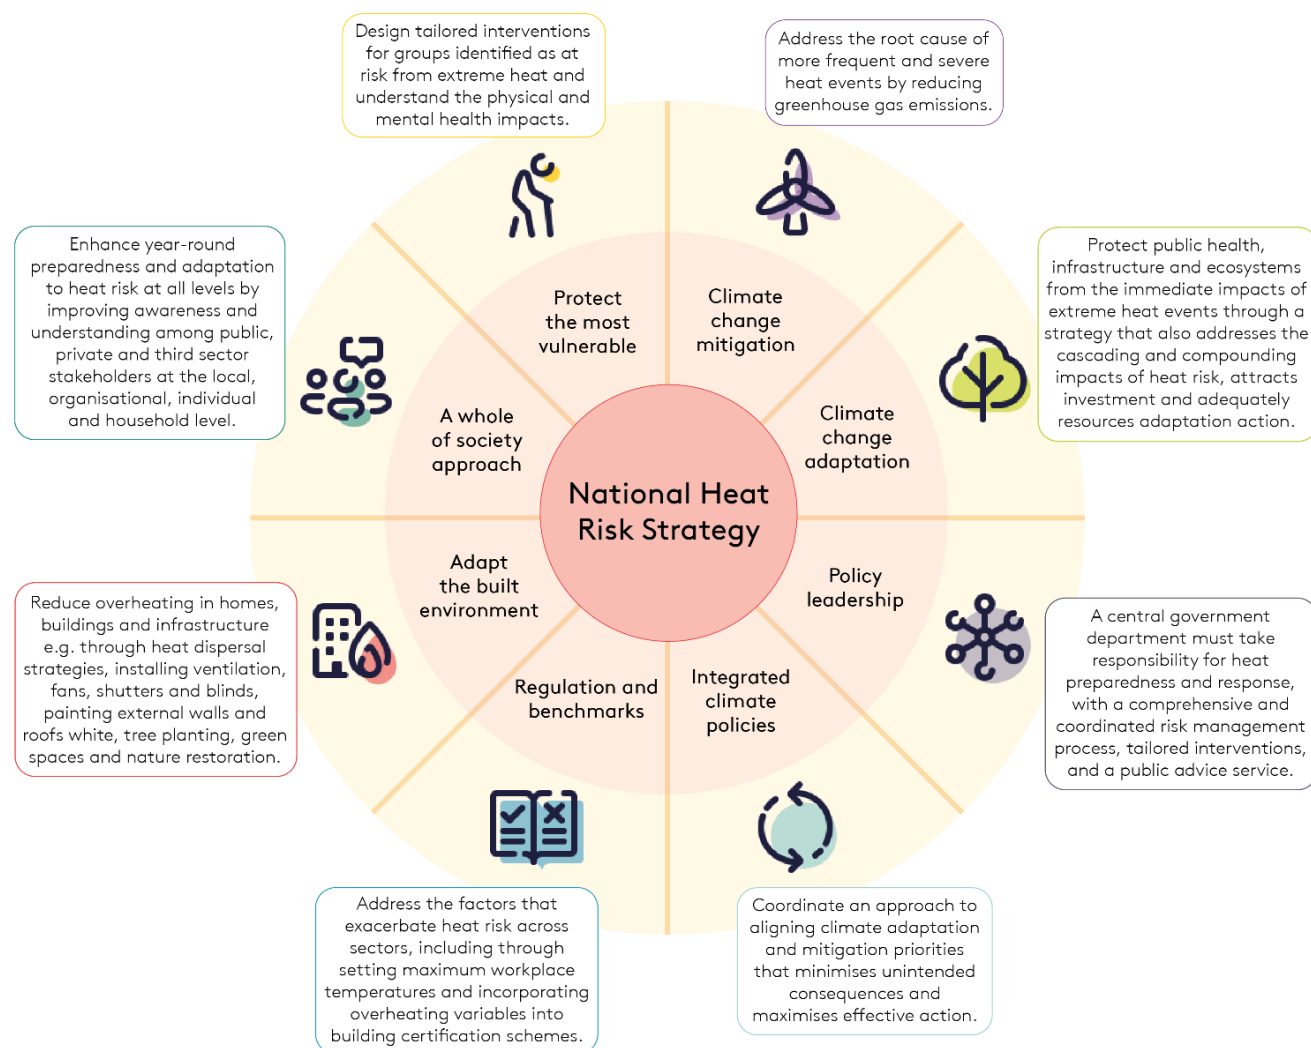 Design tailored interventions
for groups identified as at
risk from extreme heat and
understand the physical and
mental health impacts.
Address the root cause of
more frequent and severe
heat events by reducing
greenhouse gas emissions.
Enhance year-round
preparedness and adaptation
to heat risk at all levels by
improving awareness and
understanding among public,
private and third sector
stakeholders at the local,
organisational, individual
and household level.
Protect public health,
infrastructure and ecosystems
from the immediate impacts of
extreme heat events through a
strategy that also addresses the
cascading and compounding
impacts of heat risk, attracts
investment and adequately
resources adaptation action.
Protect
the most
vulnerable
Climate
change
mitigation
A whole
of society
approach
Climate
change
adaptation
National Heat
Risk Strategy
Adapt
the built
environment
Policy
leadership
Regulation and
benchmarks
Integrated
climate
policies
Reduce overheating in homes,
buildings and infrastructure
e.g. through heat dispersal
strategies, installing ventilation,
fans, shutters and blinds,
painting external walls and
roofs white, tree planting, green
spaces and nature restoration.
A central government
department must take
responsibility for heat
preparedness and response,
with a comprehensive and
coordinated risk management
process, tailored interventions,
and a public advice service.
Address the factors that
exacerbate heat risk across
sectors, including through
setting maximum workplace
temperatures and incorporating
overheating variables into
building certification schemes.
Coordinate an approach to
aligning climate adaptation
and mitigation priorities
that minimises unintended
consequences and
maximises effective action.